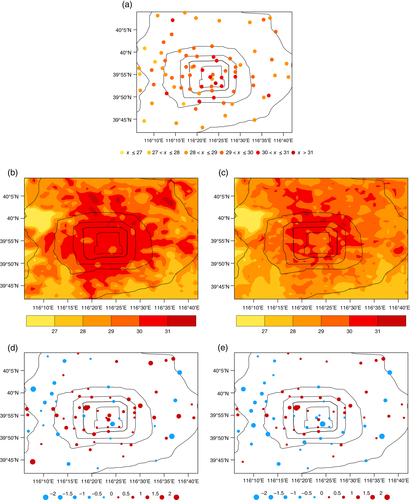 (a)
40°5'N
40°N
39°55'N
39°50'N
39°45'N
116°10'E 116°15'E 116°20'E 116°25'E 116°30'E 116°35'E 116°40'E
x ≤ 27 27 < x ≤ 28 28 < x ≤ 29 29 < x ≤ 30 30 < x ≤ 31 x > 31
(b) (c)
40°5'N 40°5'N
40°N 40°N
39°55'N 39°55'N
39°50'N 39°50'N
39°45'N 39°45'N
116°10'E 116°15'E 116°20'E 116°25'E 116°30'E 116°35'E 116°40'E 116°10'E 116°15'E 116°20'E 116°25'E 116°30'E 116°35'E 116°40'E
27 28 29 30 31 27 28 29 30 31
(d) (e)
40°5'N 40°5'N
40°N 40°N
39°55'N 39°55'N
39°50'N 39°50'N
39°45'N 39°45'N
116°10'E 116°15'E 116°20'E 116°25'E 116°30'E 116°35'E 116°40'E 116°10'E 116°15'E 116°20'E 116°25'E 116°30'E 116°35'E 116°40'E
−2 −1.5 −1 −0.5 0 0.5 1 1.5 2 −2 −1.5 −1 −0.5 0 0.5 1 1.5 2